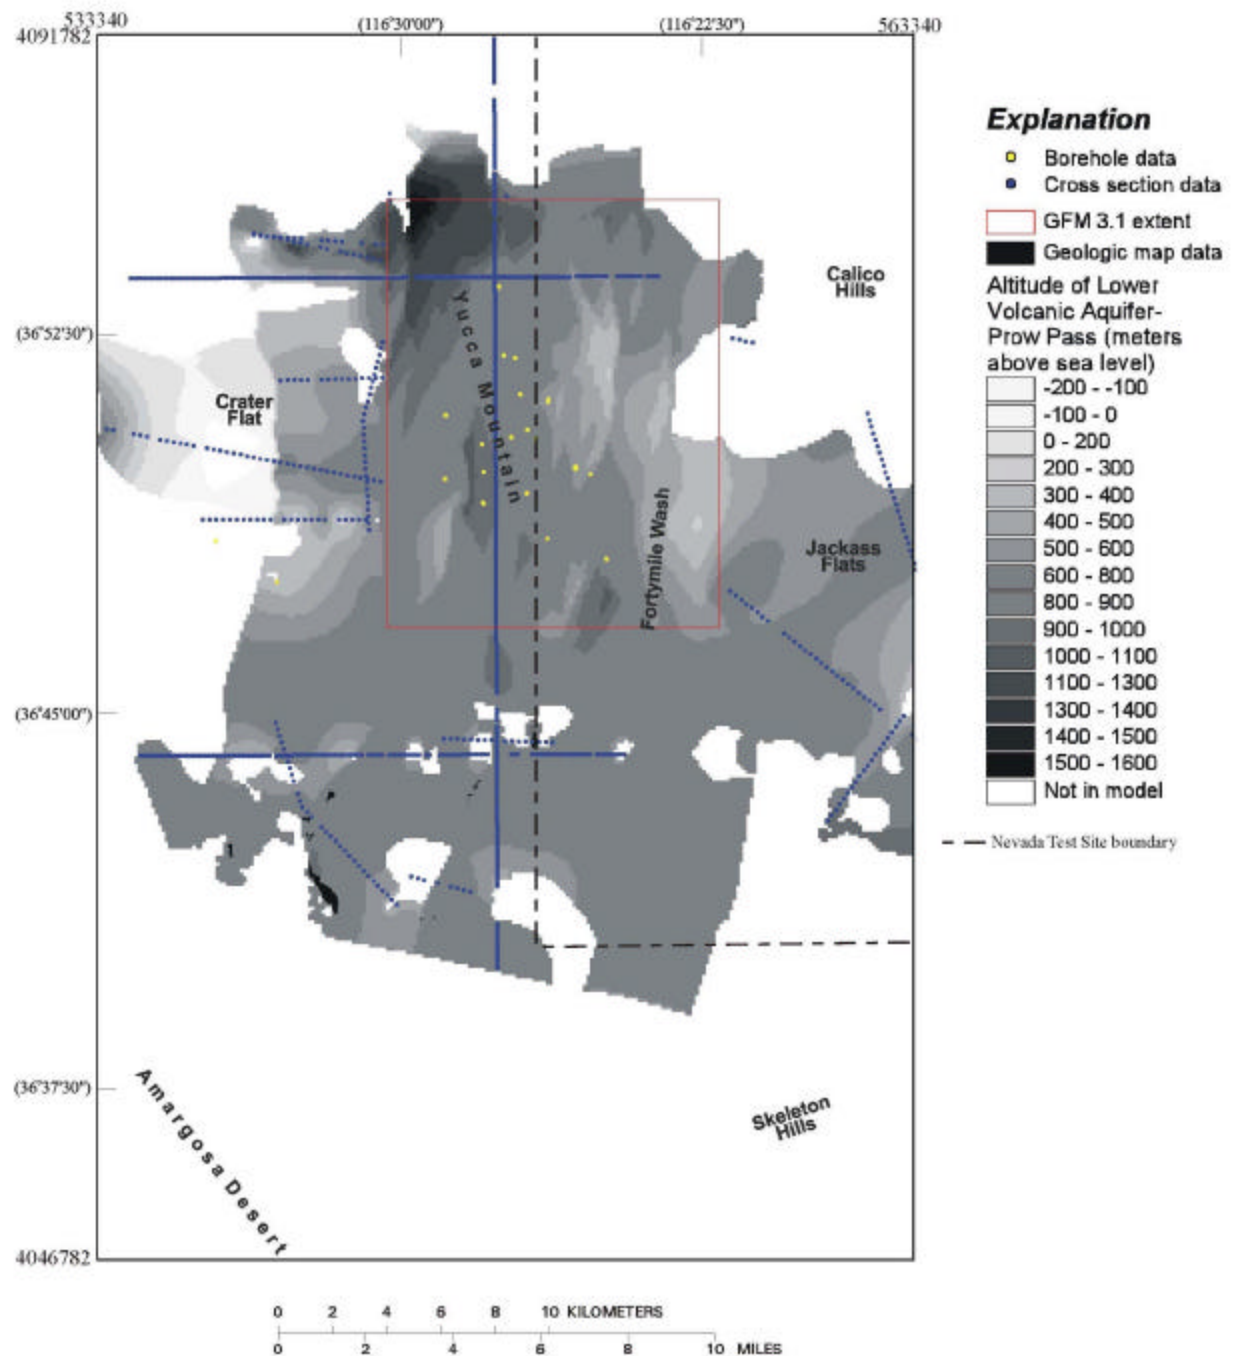 533340
(116°30'00")
(116°22'30")
563340
4091782
(36°52'30")
(36°45'00")
(36°37'30")
4046782
Calico
Hills
Crater
Flat
Yucca Mountain
Fortymile Wash
Jackass
Flats
Amargosa Desert
Skeleton
Hills
Explanation
Borehole data
Cross section data
GFM 3.1 extent
Geologic map data
Altitude of Lower
Volcanic Aquifer-
Prow Pass (meters
above sea level)
-200 - -100
-100 - 0
0 - 200
200 - 300
300 - 400
400 - 500
500 - 600
600 - 800
800 - 900
900 - 1000
1000 - 1100
1100 - 1300
1300 - 1400
1400 - 1500
1500 - 1600
Not in model
Nevada Test Site boundary
0 2 4 6 8 10 KILOMETERS
0 2 4 6 8 10 MILES